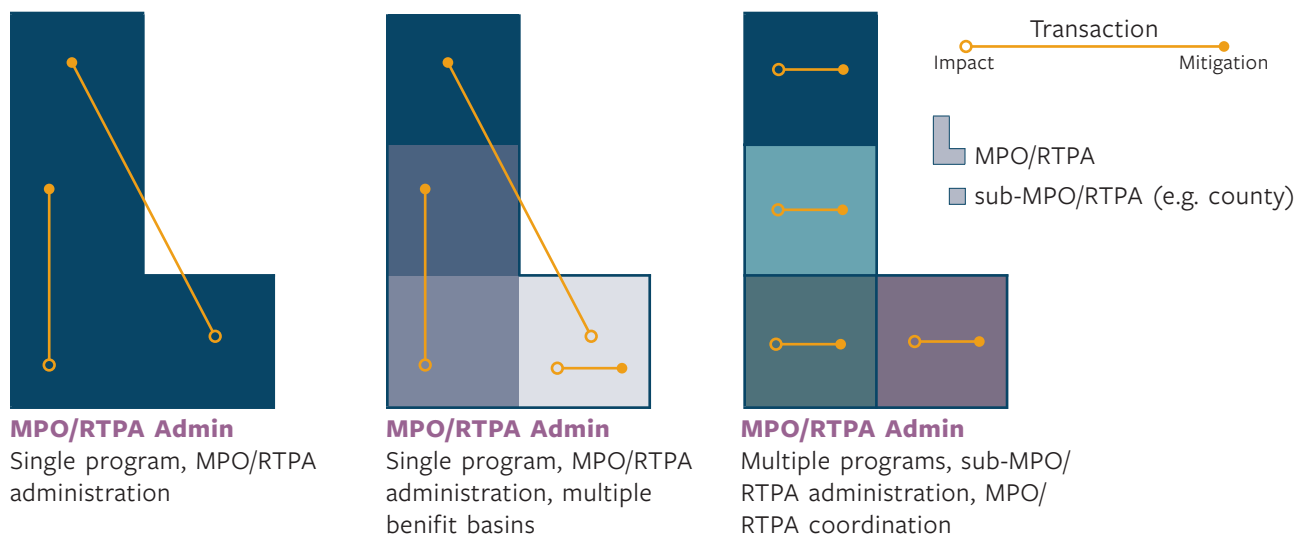 Transaction
Impact
Mitigation
MPO/RTPA
sub-MPO/RTPA (e.g. county)
MPO/RTPA Admin
Single program, MPO/RTPA
administration
MPO/RTPA Admin
Single program, MPO/RTPA
administration, multiple
benifit basins
MPO/RTPA Admin
Multiple programs, sub-MPO/
RTPA administration, MPO/
RTPA coordination